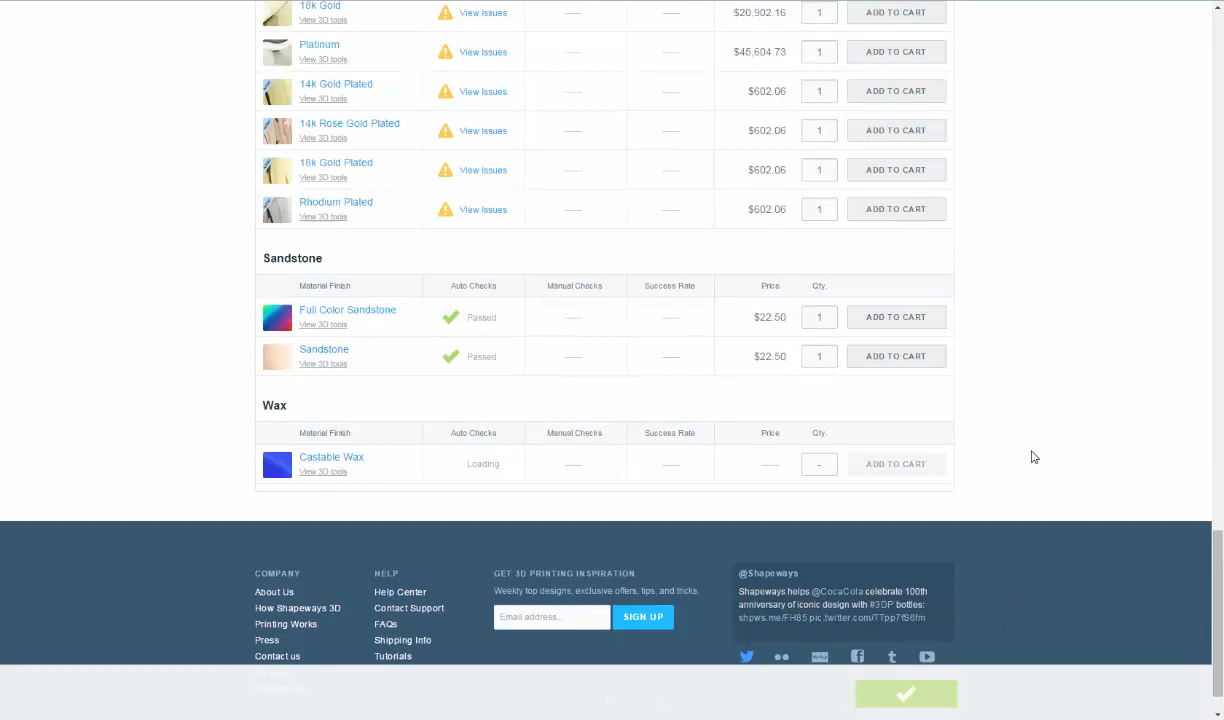 18k Gold
View 3D tools
View Issues
$20,902.16
1
ADD TO CART
Platinum
View 3D tools
View Issues
$45,604.73
1
ADD TO CART
14k Gold Plated
View 3D tools
View Issues
$602.06
1
ADD TO CART
14k Rose Gold Plated
View 3D tools
View Issues
$602.06
1
ADD TO CART
18k Gold Plated
View 3D tools
View Issues
$602.06
1
ADD TO CART
Rhodium Plated
View 3D tools
View Issues
$602.06
1
ADD TO CART
Sandstone
Material Finish Auto Checks Manual Checks Success Rate Price Qty.
Full Color Sandstone
View 3D tools
Passed
$22.50
1
ADD TO CART
Sandstone
View 3D tools
Passed
$22.50
1
ADD TO CART
Wax
Material Finish Auto Checks Manual Checks Success Rate Price Qty.
Castable Wax
View 3D tools
Loading
-
ADD TO CART
COMPANY
About Us
How Shapeways 3D
Printing Works
Press
Contact us
HELP
Help Center
Contact Support
FAQs
Shipping Info
Tutorials
GET 3D PRINTING INSPIRATION
Weekly top designs, exclusive offers, tips, and tricks.
Email address...
SIGN UP
@Shapeways
Shapeways helps @CocaCola celebrate 100th
anniversary of iconic design with #3DP bottles:
shpws.me/FH85 pic.twitter.com/TTpp7fS6fm